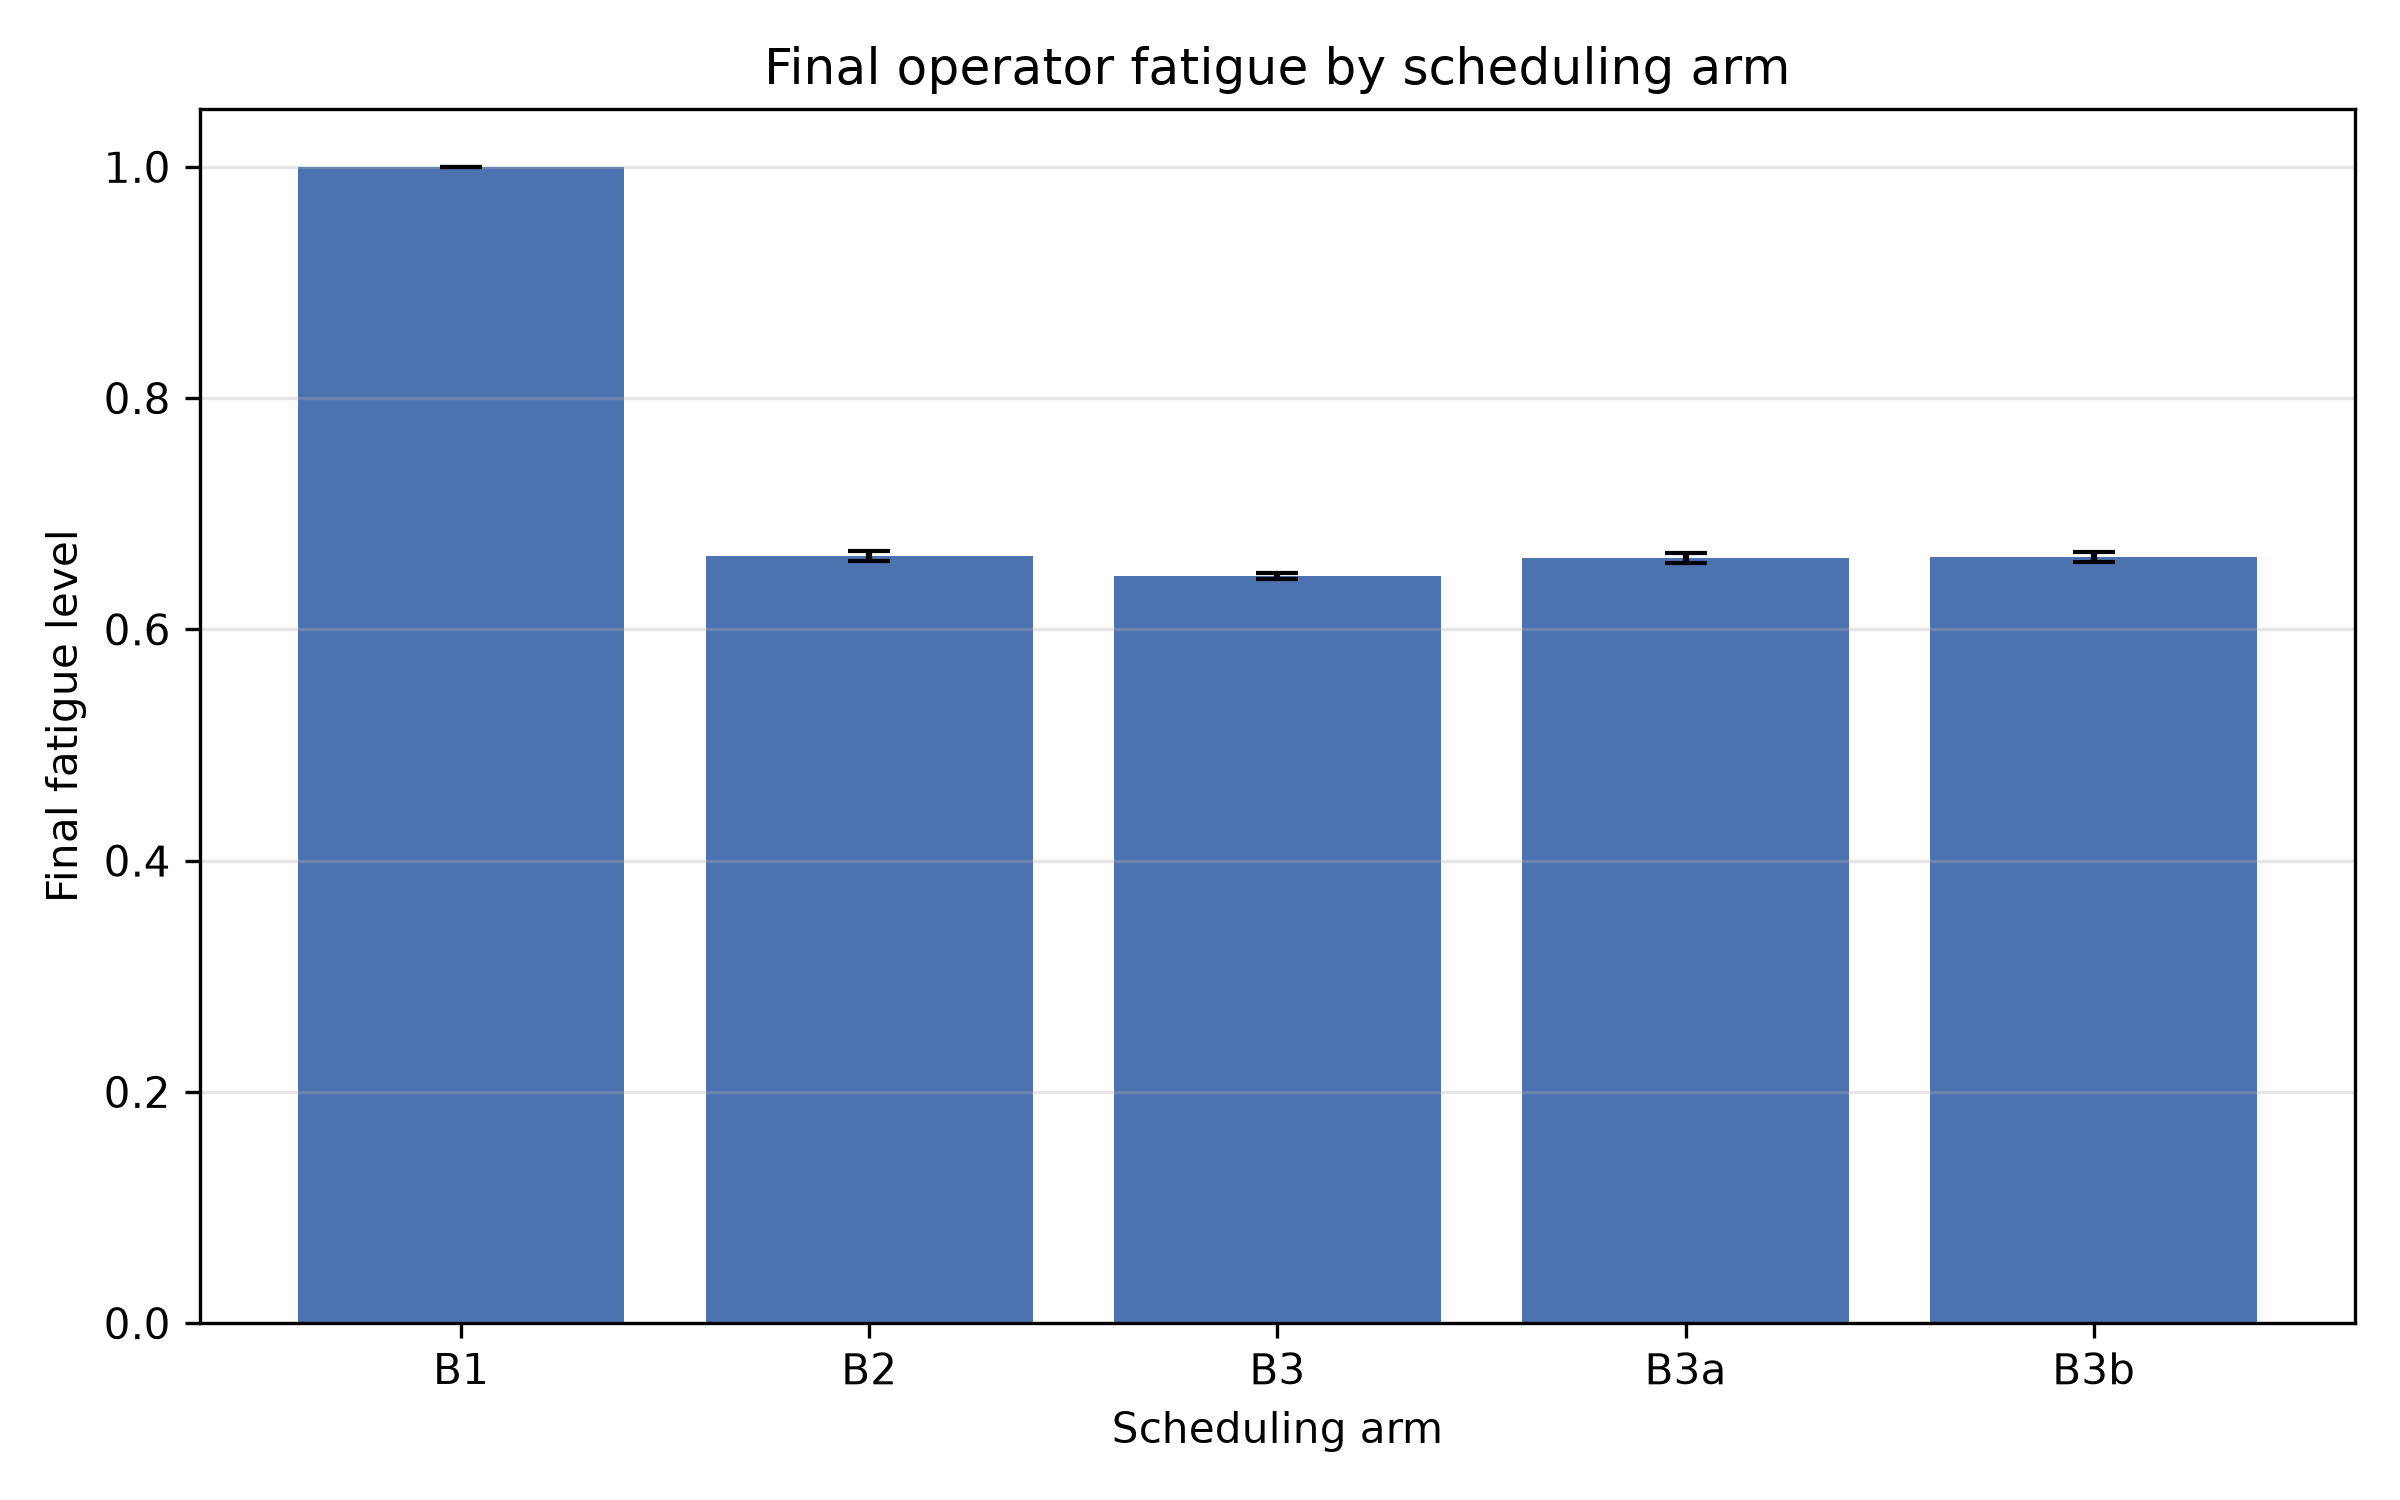 Final operator fatigue by scheduling arm
Final fatigue level
1.0
0.8
0.6
0.4
0.2
0.0
B1 B2 B3 B3a B3b
Scheduling arm